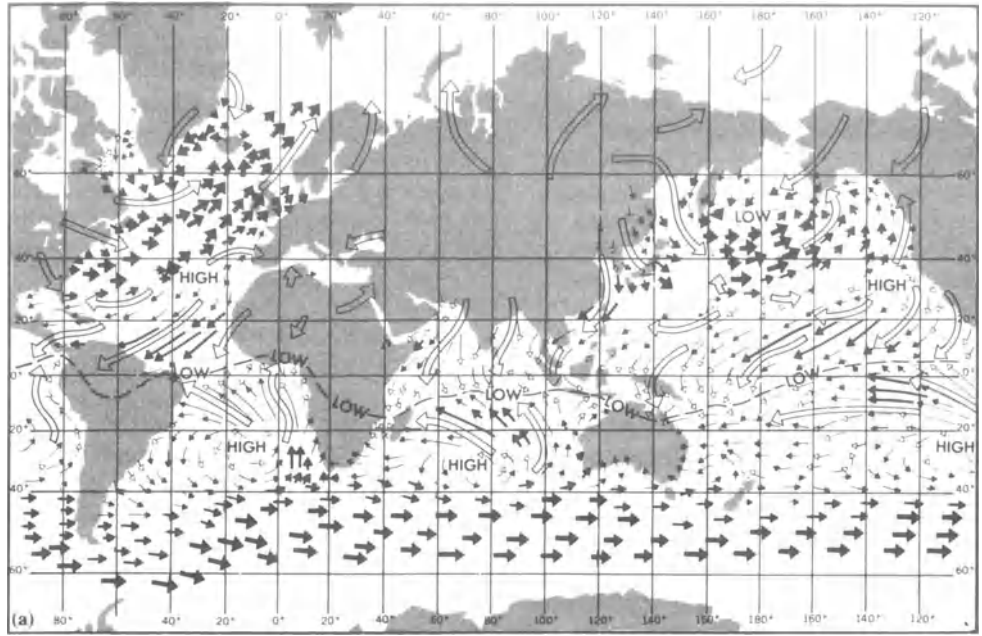 80° 60° 40° 20° 0° 20° 40° 60° 80° 100° 120° 140° 160° 180° 160° 140° 120°
60° 60°
LOW
40° HIGH HIGH 40°
20° 20°
0° LOW LOW LOW 0°
LOW LOW LOW
20° 20°
HIGH HIGH HIGH
40° 40°
60° 60°
(a) 80° 60° 40° 20° 0° 20° 40° 60° 80° 100° 120° 140° 160° 180° 160° 140° 120°